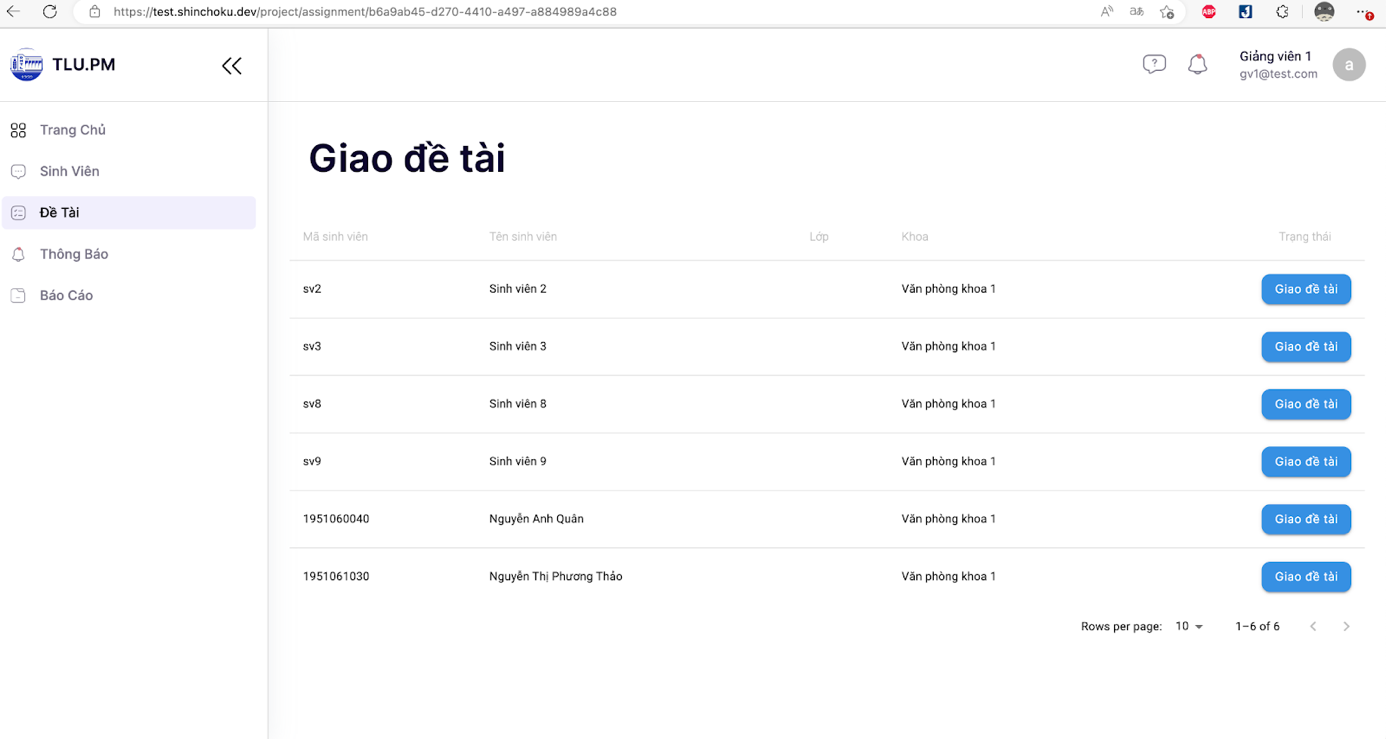 https://test.shinchoku.dev/project/assignment/b6a9ab45-d270-4410-a497-a884989a4c88
ABP
TLU.PM
Giảng viên 1
gv1@test.com
a
Trang Chủ
Sinh Viên
Đề Tài
Thông Báo
Báo Cáo
Giao đề tài
Mã sinh viên Tên sinh viên Lớp Khoa Trạng thái
sv2 Sinh viên 2 Văn phòng khoa 1 Giao đề tài
sv3 Sinh viên 3 Văn phòng khoa 1 Giao đề tài
sv8 Sinh viên 8 Văn phòng khoa 1 Giao đề tài
sv9 Sinh viên 9 Văn phòng khoa 1 Giao đề tài
1951060040 Nguyễn Anh Quân Văn phòng khoa 1 Giao đề tài
1951061030 Nguyễn Thị Phương Thảo Văn phòng khoa 1 Giao đề tài
Rows per page: 10 1–6 of 6